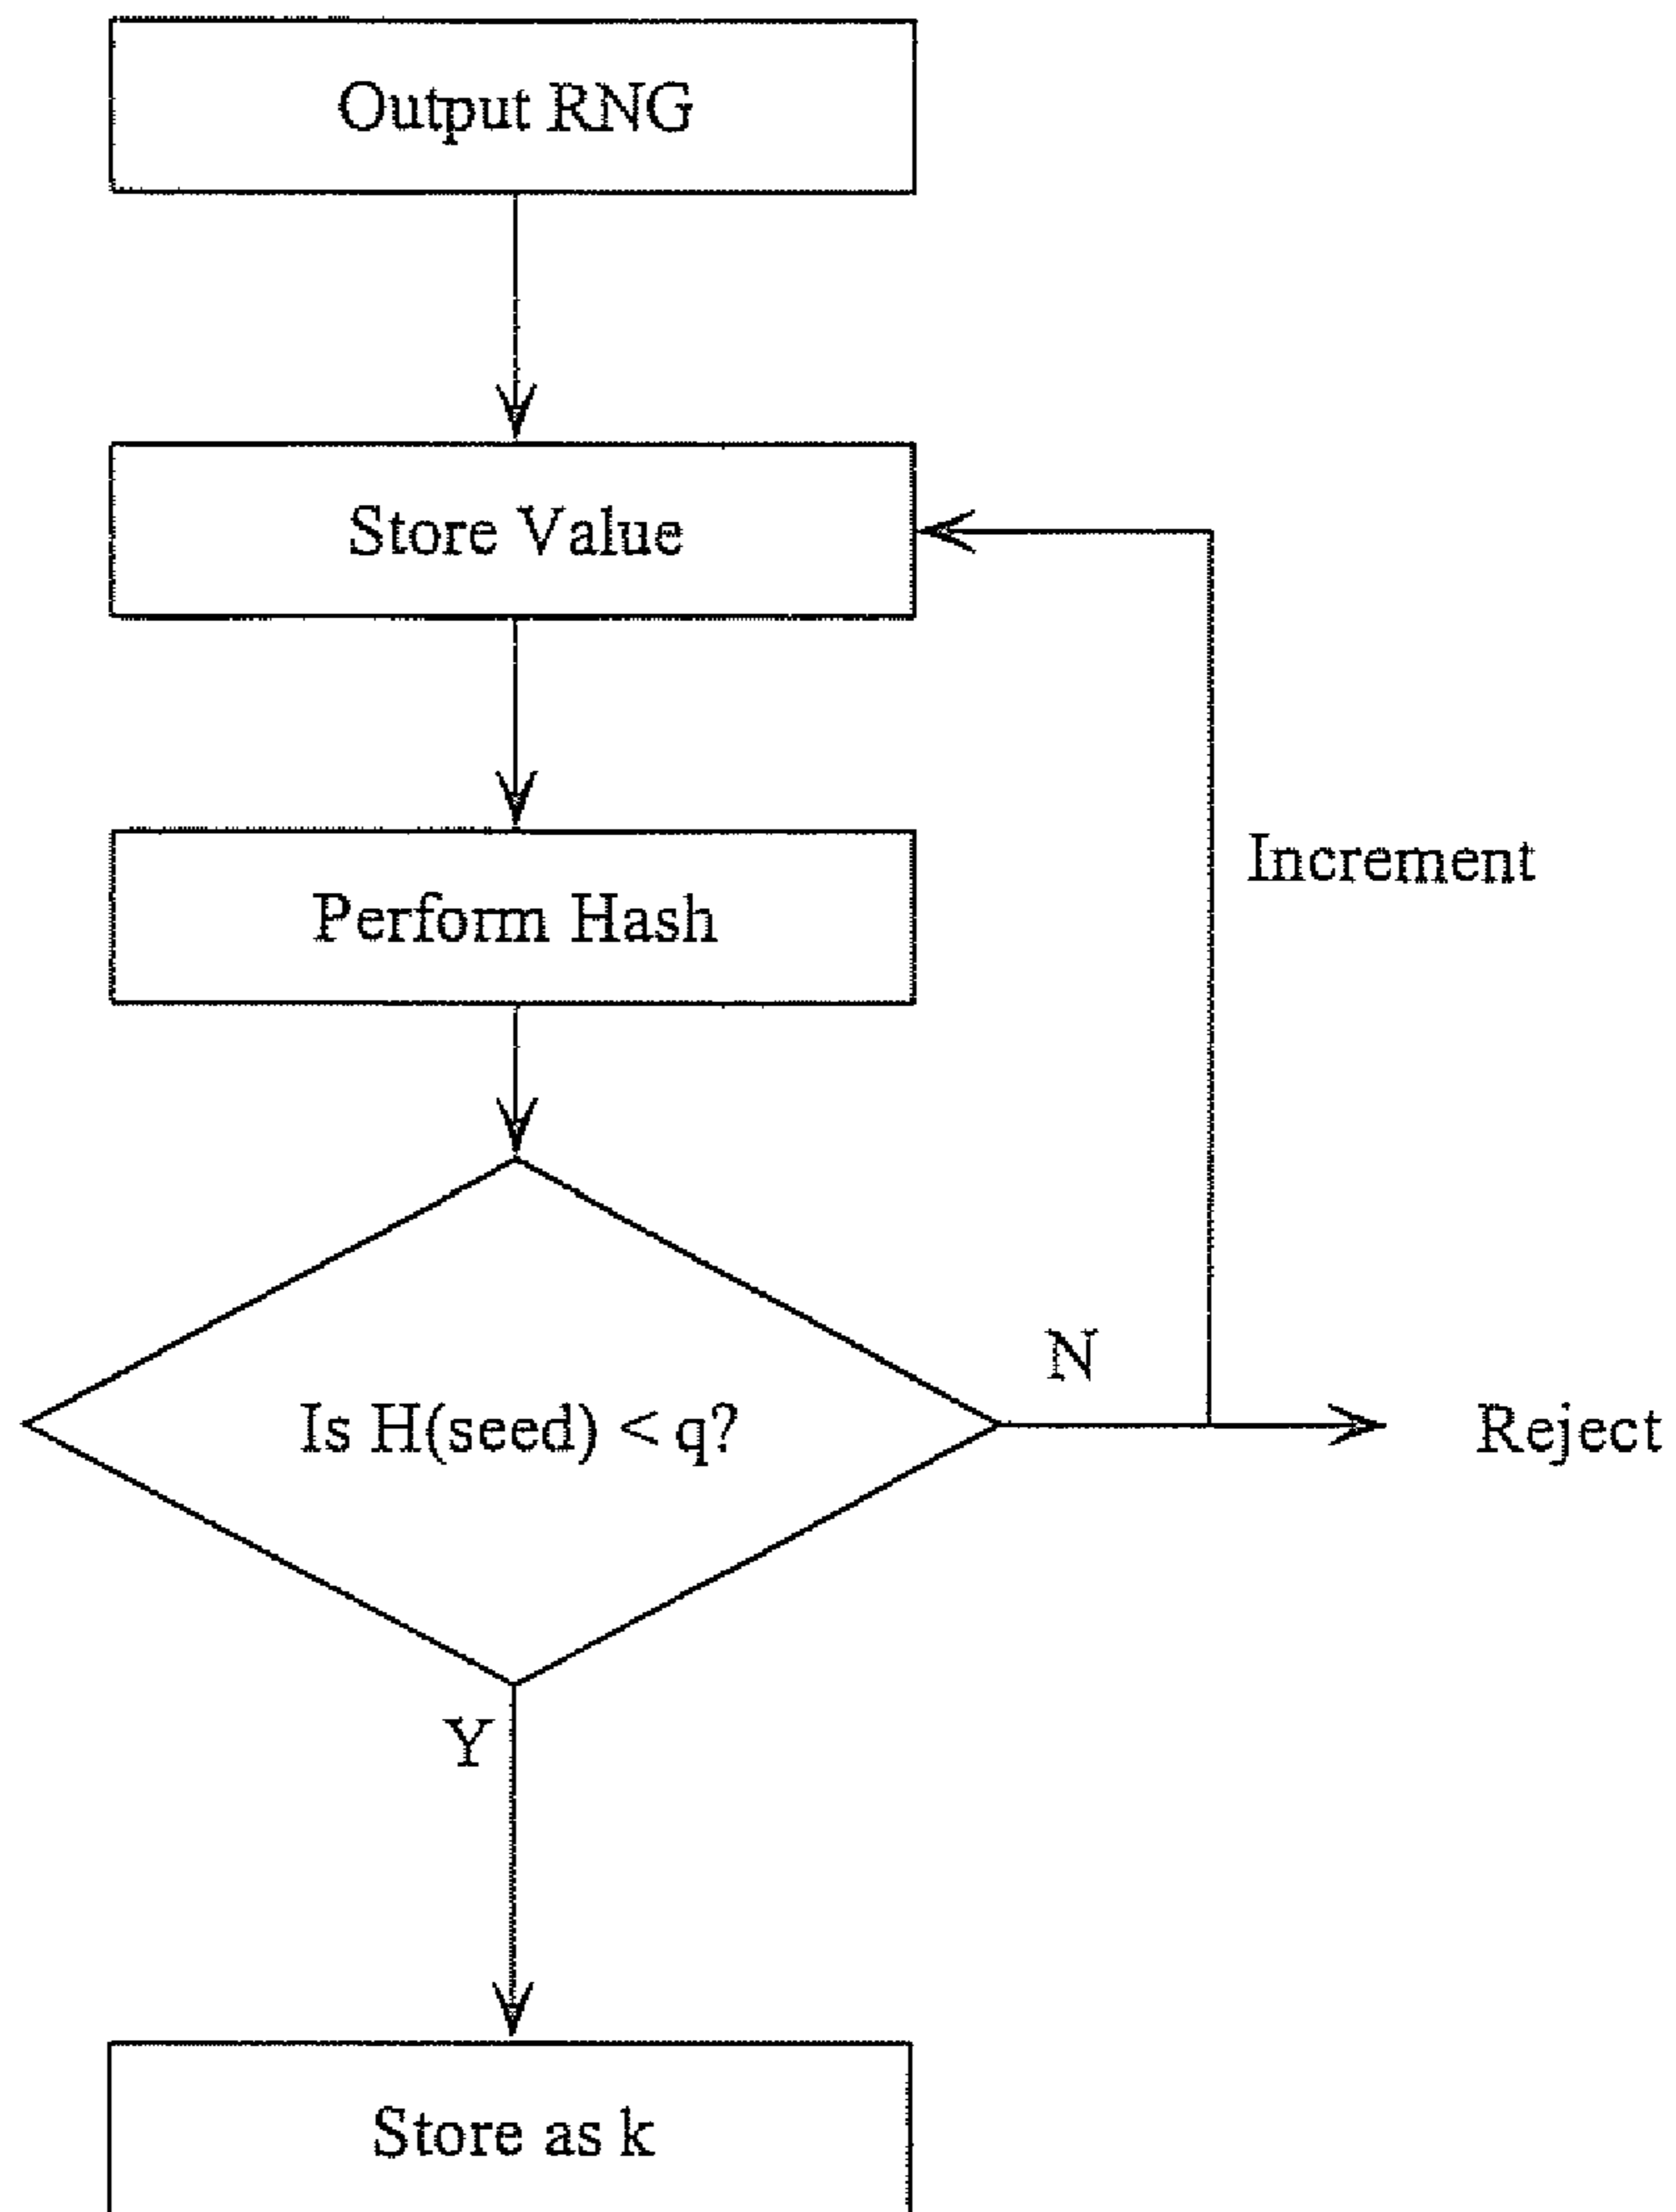 Output RNG
Store Value
Perform Hash
Increment
N
Is H(seed) < q?
Reject
Y
Store as k